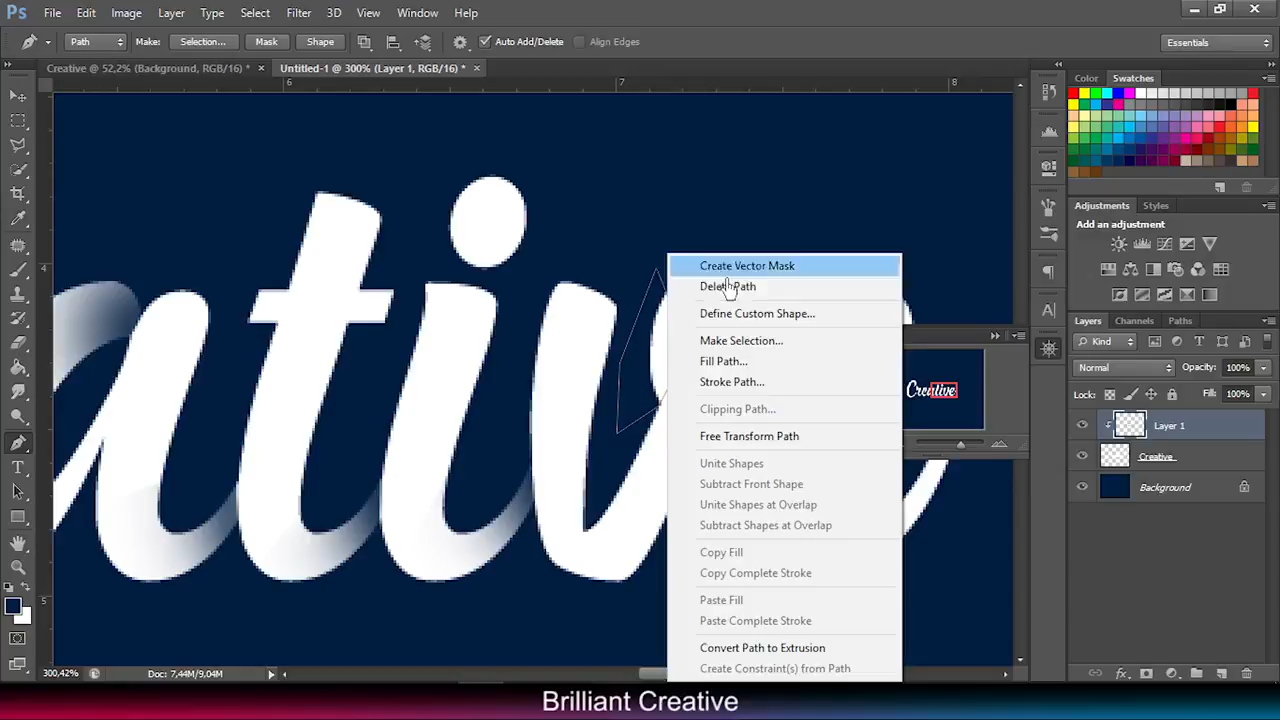 Ps File Edit Image Layer Type Select Filter 3D View Window Help
Path Make: Selection... Mask Shape Auto Add/Delete Align Edges Essentials
Creative @ 52,2% (Background, RGB/16) * × Untitled-1 @ 300% (Layer 1, RGB/16) * ×
Color Swatches
6 7 8
4
5
Adjustments Styles
Add an adjustment
ative
Create Vector Mask
Delete Path
Define Custom Shape...
Make Selection...
Fill Path...
Stroke Path...
Clipping Path...
Free Transform Path
Unite Shapes
Subtract Front Shape
Unite Shapes at Overlap
Subtract Shapes at Overlap
Copy Fill
Copy Complete Stroke
Paste Fill
Paste Complete Stroke
Convert Path to Extrusion
Create Constraint(s) from Path
Creative
Layers Channels Paths
Kind
Normal Opacity: 100%
Lock: Fill: 100%
Layer 1
Creative
Background
300,42% Doc: 7,44M/9,04M
Brilliant Creative